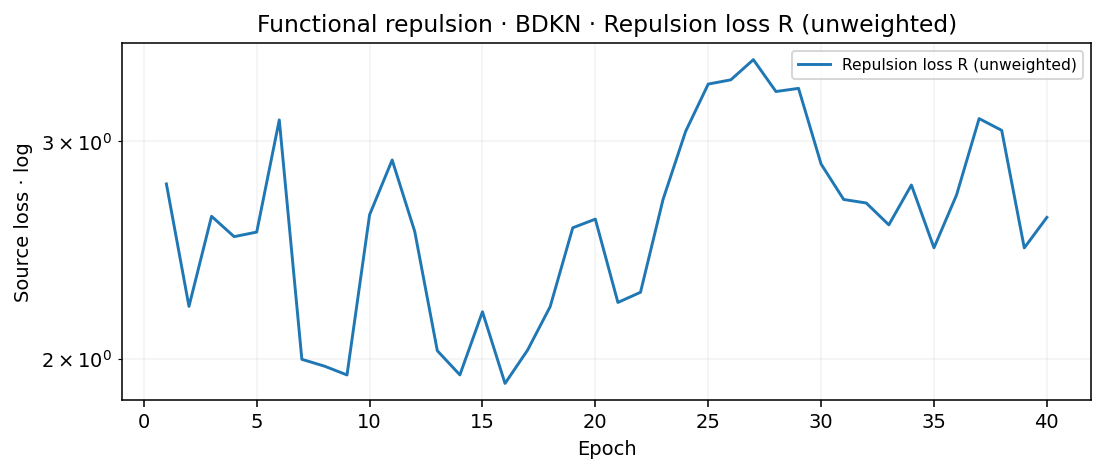 Functional repulsion · BDKN · Repulsion loss R (unweighted)
Repulsion loss R (unweighted)
Source loss · log
3 × 10⁰
2 × 10⁰
0 5 10 15 20 25 30 35 40
Epoch